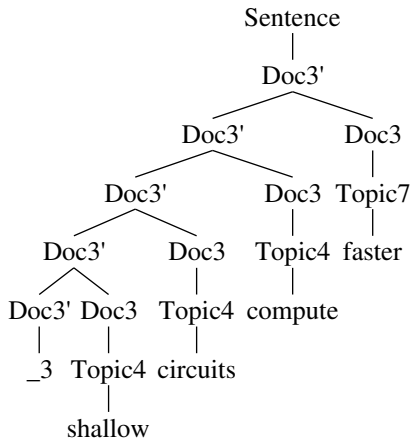 Sentence
Doc3'
Doc3' Doc3
Doc3' Doc3 Topic7
Doc3' Doc3 Topic4 faster
Doc3' Doc3 Topic4 compute
_3 Topic4 circuits
shallow